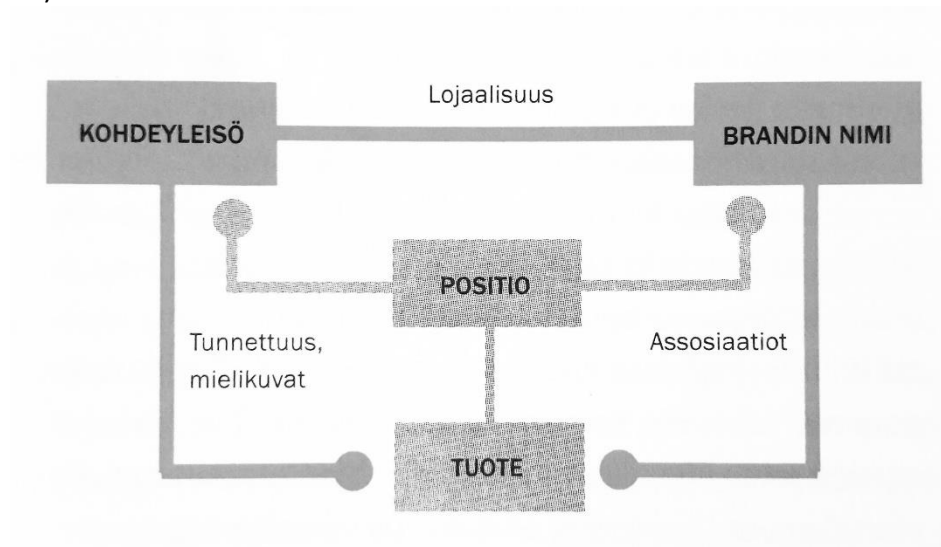 Lojaalisuus
KOHDEYLEISÖ
BRANDIN NIMI
POSITIO
Tunnettuus,
mielikuvat
Assosiaatiot
TUOTE